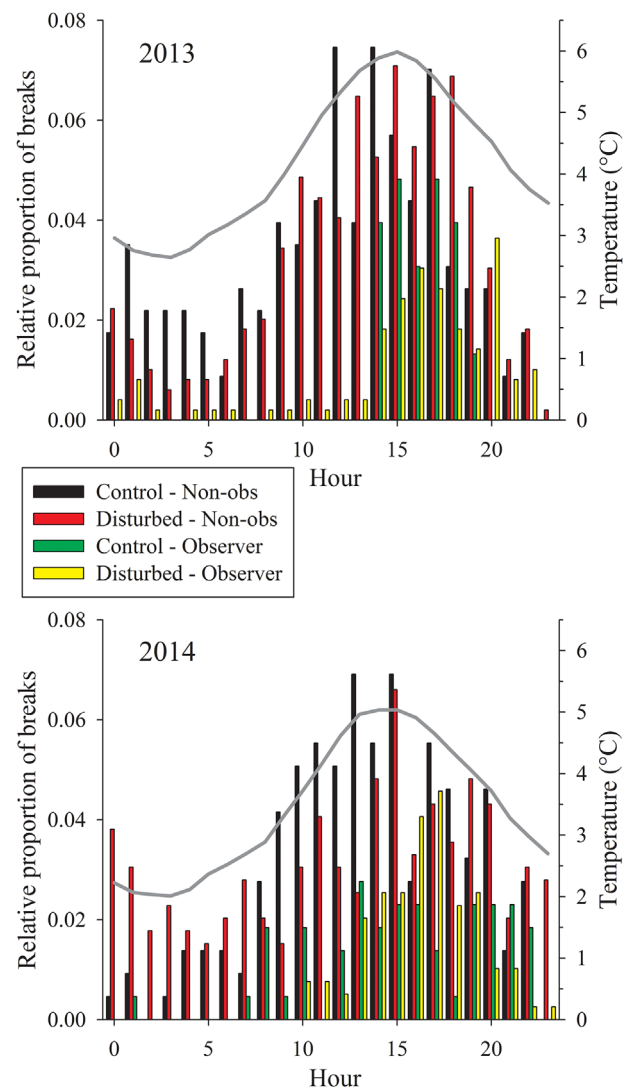 2013
Relative proportion of breaks
0.08
0.06
0.04
0.02
0.00
6
5
4
3
2
1
0
Temperature (°C)
0 5 10 15 20
Hour
Control - Non-obs
Disturbed - Non-obs
Control - Observer
Disturbed - Observer
2014
Relative proportion of breaks
0.08
0.06
0.04
0.02
0.00
6
5
4
3
2
1
0
Temperature (°C)
0 5 10 15 20
Hour